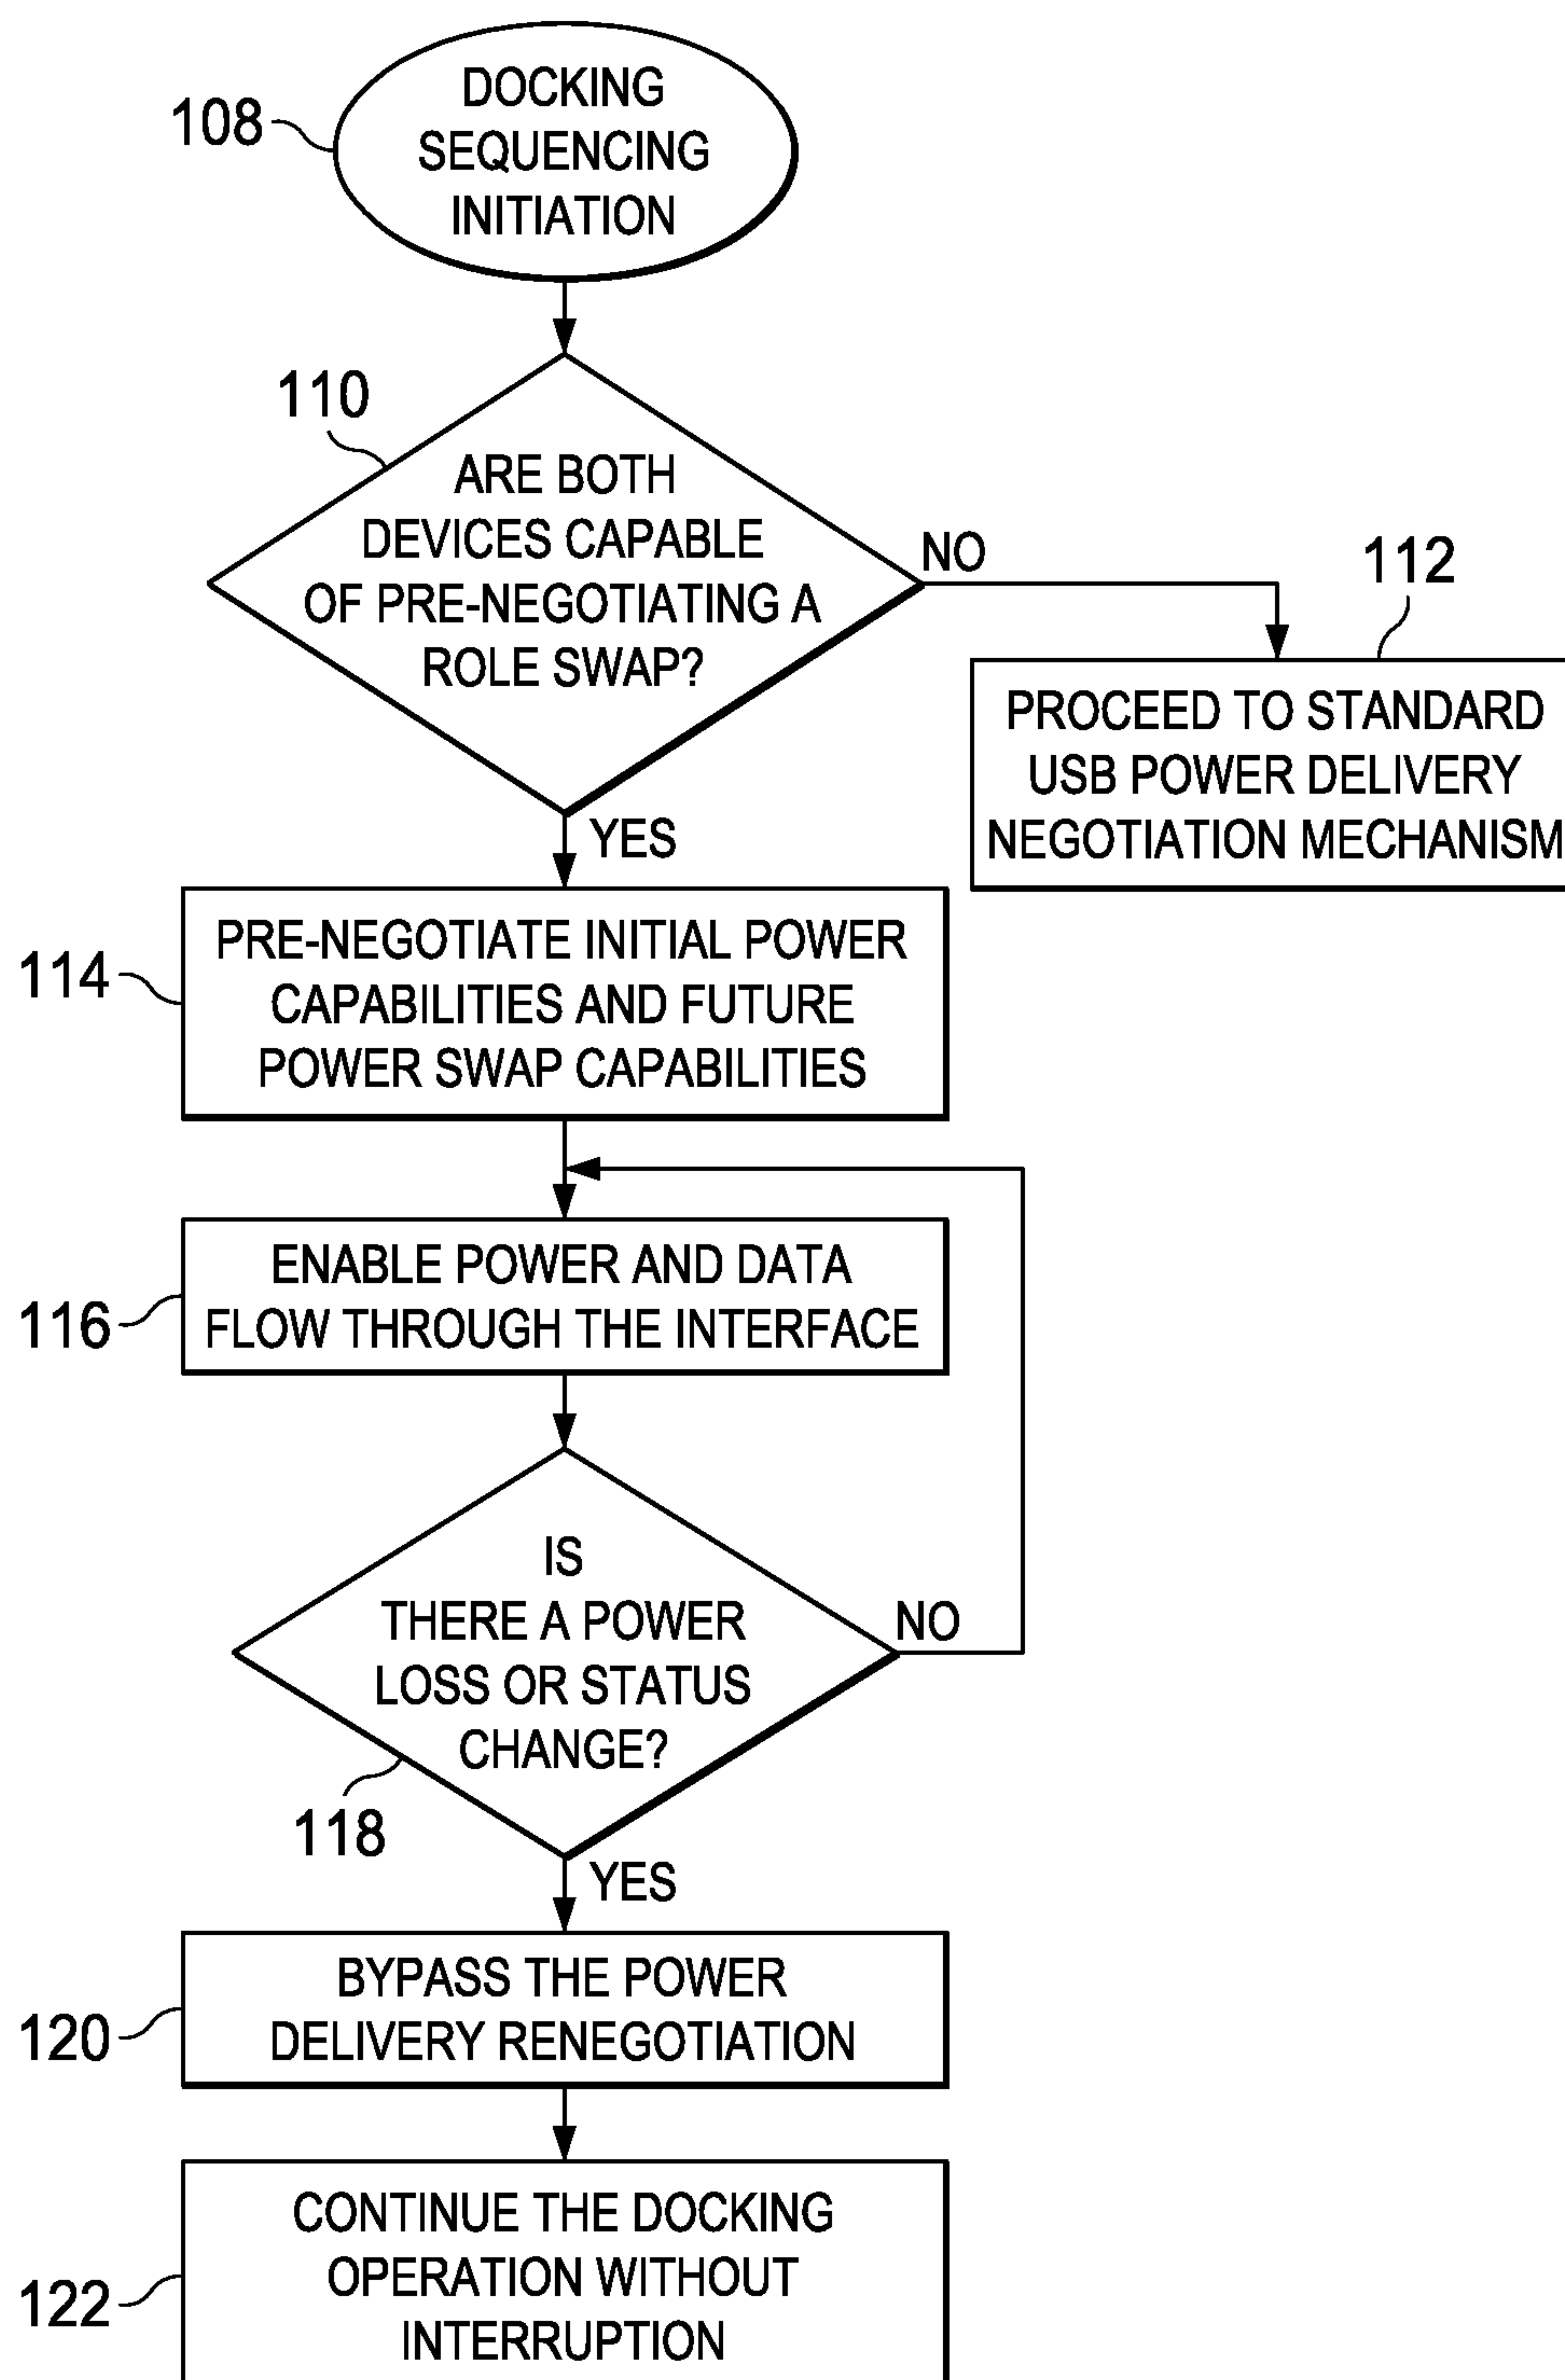 DOCKING
SEQUENCING
INITIATION
108
110
ARE BOTH
DEVICES CAPABLE
OF PRE-NEGOTIATING A
ROLE SWAP?
NO
112
PROCEED TO STANDARD
USB POWER DELIVERY
NEGOTIATION MECHANISM
YES
114
PRE-NEGOTIATE INITIAL POWER
CAPABILITIES AND FUTURE
POWER SWAP CAPABILITIES
116
ENABLE POWER AND DATA
FLOW THROUGH THE INTERFACE
IS
THERE A POWER
LOSS OR STATUS
CHANGE?
NO
118
YES
120
BYPASS THE POWER
DELIVERY RENEGOTIATION
122
CONTINUE THE DOCKING
OPERATION WITHOUT
INTERRUPTION